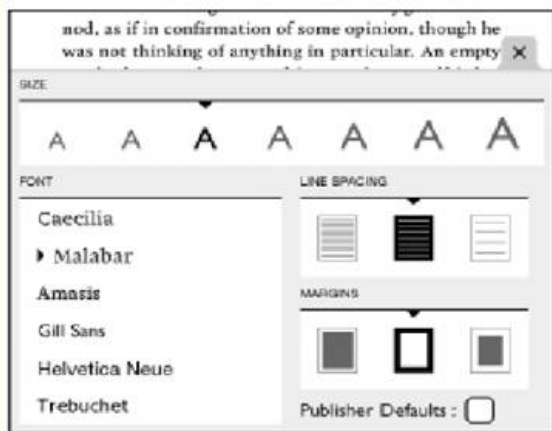 nod, as if in confirmation of some opinion, though he
was not thinking of anything in particular. An empty
SIZE
A A A A A A A
FONT
Caecilia
Malabar
Amasis
Gill Sans
Helvetica Neue
Trebuchet
LINE SPACING
MARGINS
Publisher Defaults :